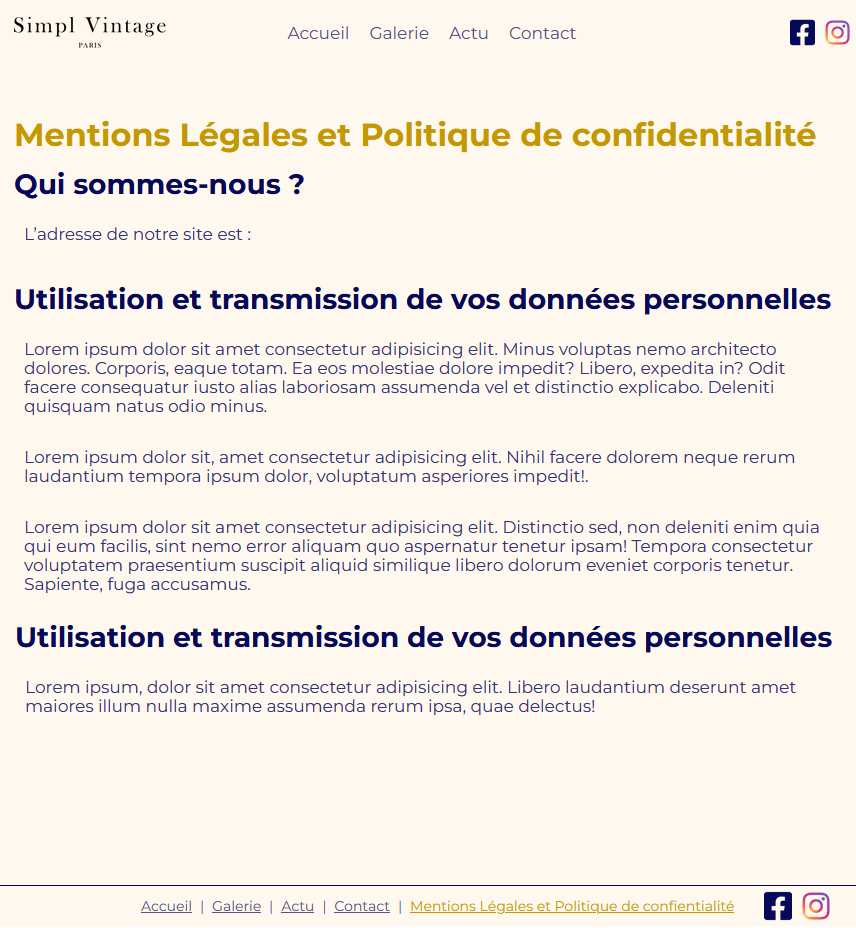 Simpl Vintage
PARIS
Accueil Galerie Actu Contact
Mentions Légales et Politique de confidentialité
Qui sommes-nous ?
L’adresse de notre site est :
Utilisation et transmission de vos données personnelles
Lorem ipsum dolor sit amet consectetur adipisicing elit. Minus voluptas nemo architecto
dolores. Corporis, eaque totam. Ea eos molestiae dolore impedit? Libero, expedita in? Odit
facere consequatur iusto alias laboriosam assumenda vel et distinctio explicabo. Deleniti
quisquam natus odio minus.
Lorem ipsum dolor sit, amet consectetur adipisicing elit. Nihil facere dolorem neque rerum
laudantium tempora ipsum dolor, voluptatum asperiores impedit!.
Lorem ipsum dolor sit amet consectetur adipisicing elit. Distinctio sed, non deleniti enim quia
qui eum facilis, sint nemo error aliquam quo aspernatur tenetur ipsam! Tempora consectetur
voluptatem praesentium suscipit aliquid similique libero dolorum eveniet corporis tenetur.
Sapiente, fuga accusamus.
Utilisation et transmission de vos données personnelles
Lorem ipsum, dolor sit amet consectetur adipisicing elit. Libero laudantium deserunt amet
maiores illum nulla maxime assumenda rerum ipsa, quae delectus!
Accueil | Galerie | Actu | Contact | Mentions Légales et Politique de confientialité